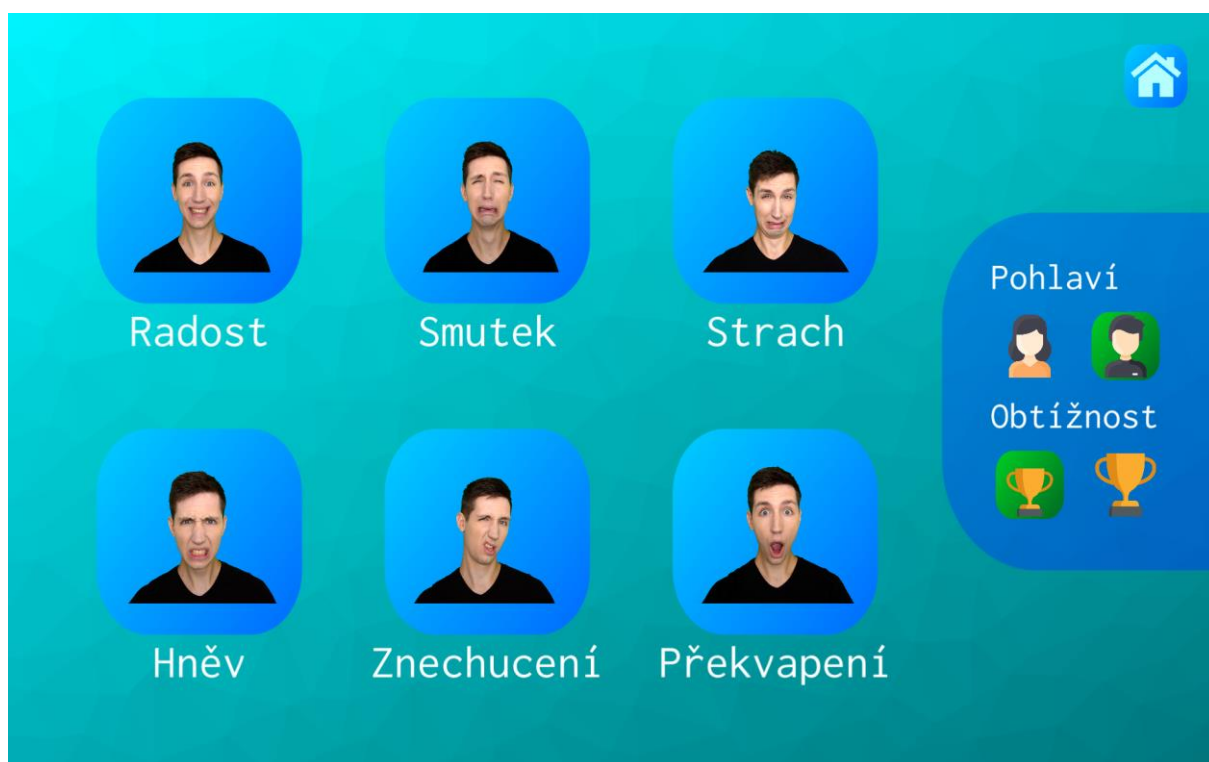 Radost
Smutek
Strach
Pohlaví
Obtížnost
Hněv
Znechucení
Překvapení